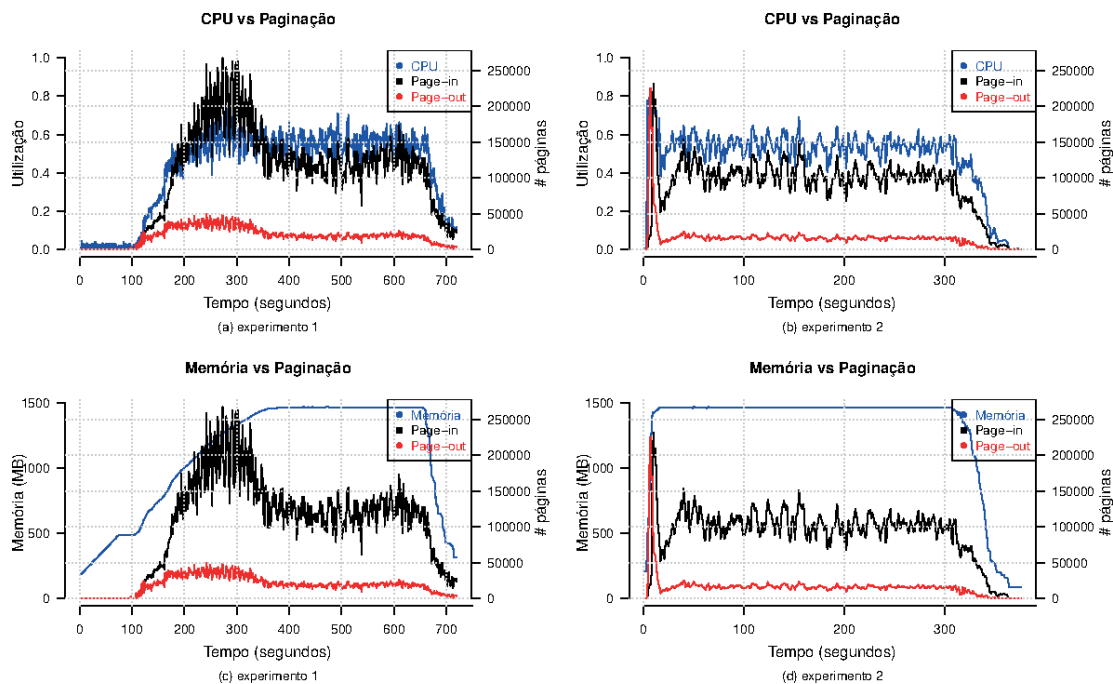 CPU vs Paginação
CPU
Page−in
Page−out
Utilização
1.0
0.8
0.6
0.4
0.2
0.0
250000
200000
150000
100000
50000
0
# páginas
0 100 200 300 400 500 600 700
Tempo (segundos)
(a) experimento 1
CPU vs Paginação
CPU
Page−in
Page−out
Utilização
1.0
0.8
0.6
0.4
0.2
0.0
250000
200000
150000
100000
50000
0
# páginas
0 100 200 300
Tempo (segundos)
(b) experimento 2
Memória vs Paginação
Memória
Page−in
Page−out
Memória (MB)
1500
1000
500
0
250000
200000
150000
100000
50000
0
# páginas
0 100 200 300 400 500 600 700
Tempo (segundos)
(c) experimento 1
Memória vs Paginação
Memória
Page−in
Page−out
Memória (MB)
1500
1000
500
0
250000
200000
150000
100000
50000
0
# páginas
0 100 200 300
Tempo (segundos)
(d) experimento 2